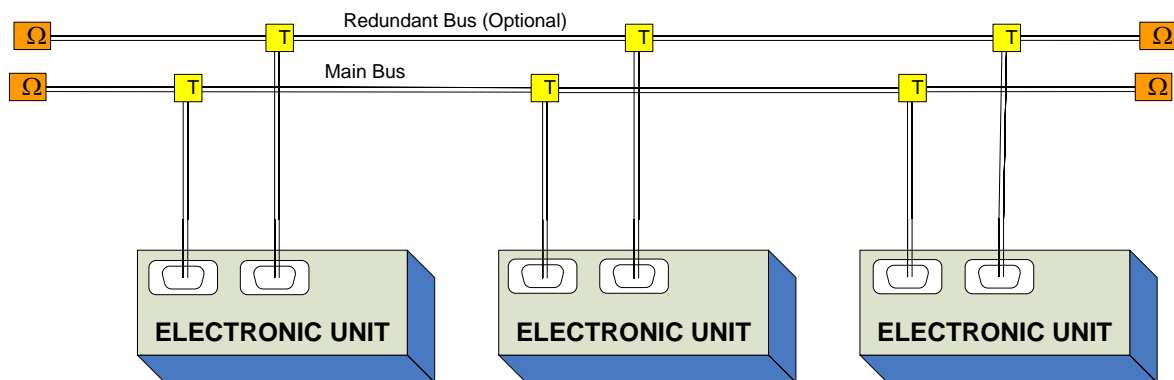 Redundant Bus (Optional)
Ω T T T Ω
Main Bus
Ω T T T Ω
ELECTRONIC UNIT ELECTRONIC UNIT ELECTRONIC UNIT